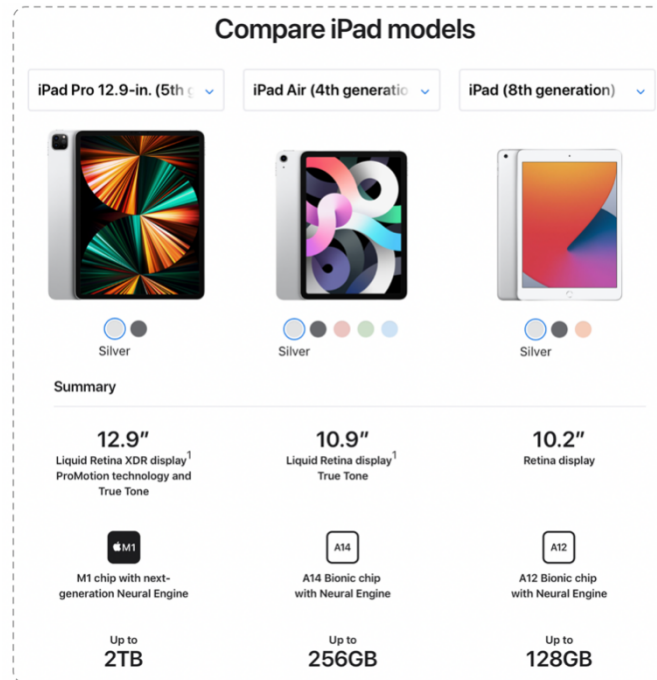 Compare iPad models
iPad Pro 12.9-in. (5th g
iPad Air (4th generatio
iPad (8th generation)
Silver
Silver
Silver
Summary
12.9″
Liquid Retina XDR display1
ProMotion technology and
True Tone
10.9″
Liquid Retina display1
True Tone
10.2″
Retina display
M1
M1 chip with next-
generation Neural Engine
A14
A14 Bionic chip
with Neural Engine
A12
A12 Bionic chip
with Neural Engine
Up to
2TB
Up to
256GB
Up to
128GB